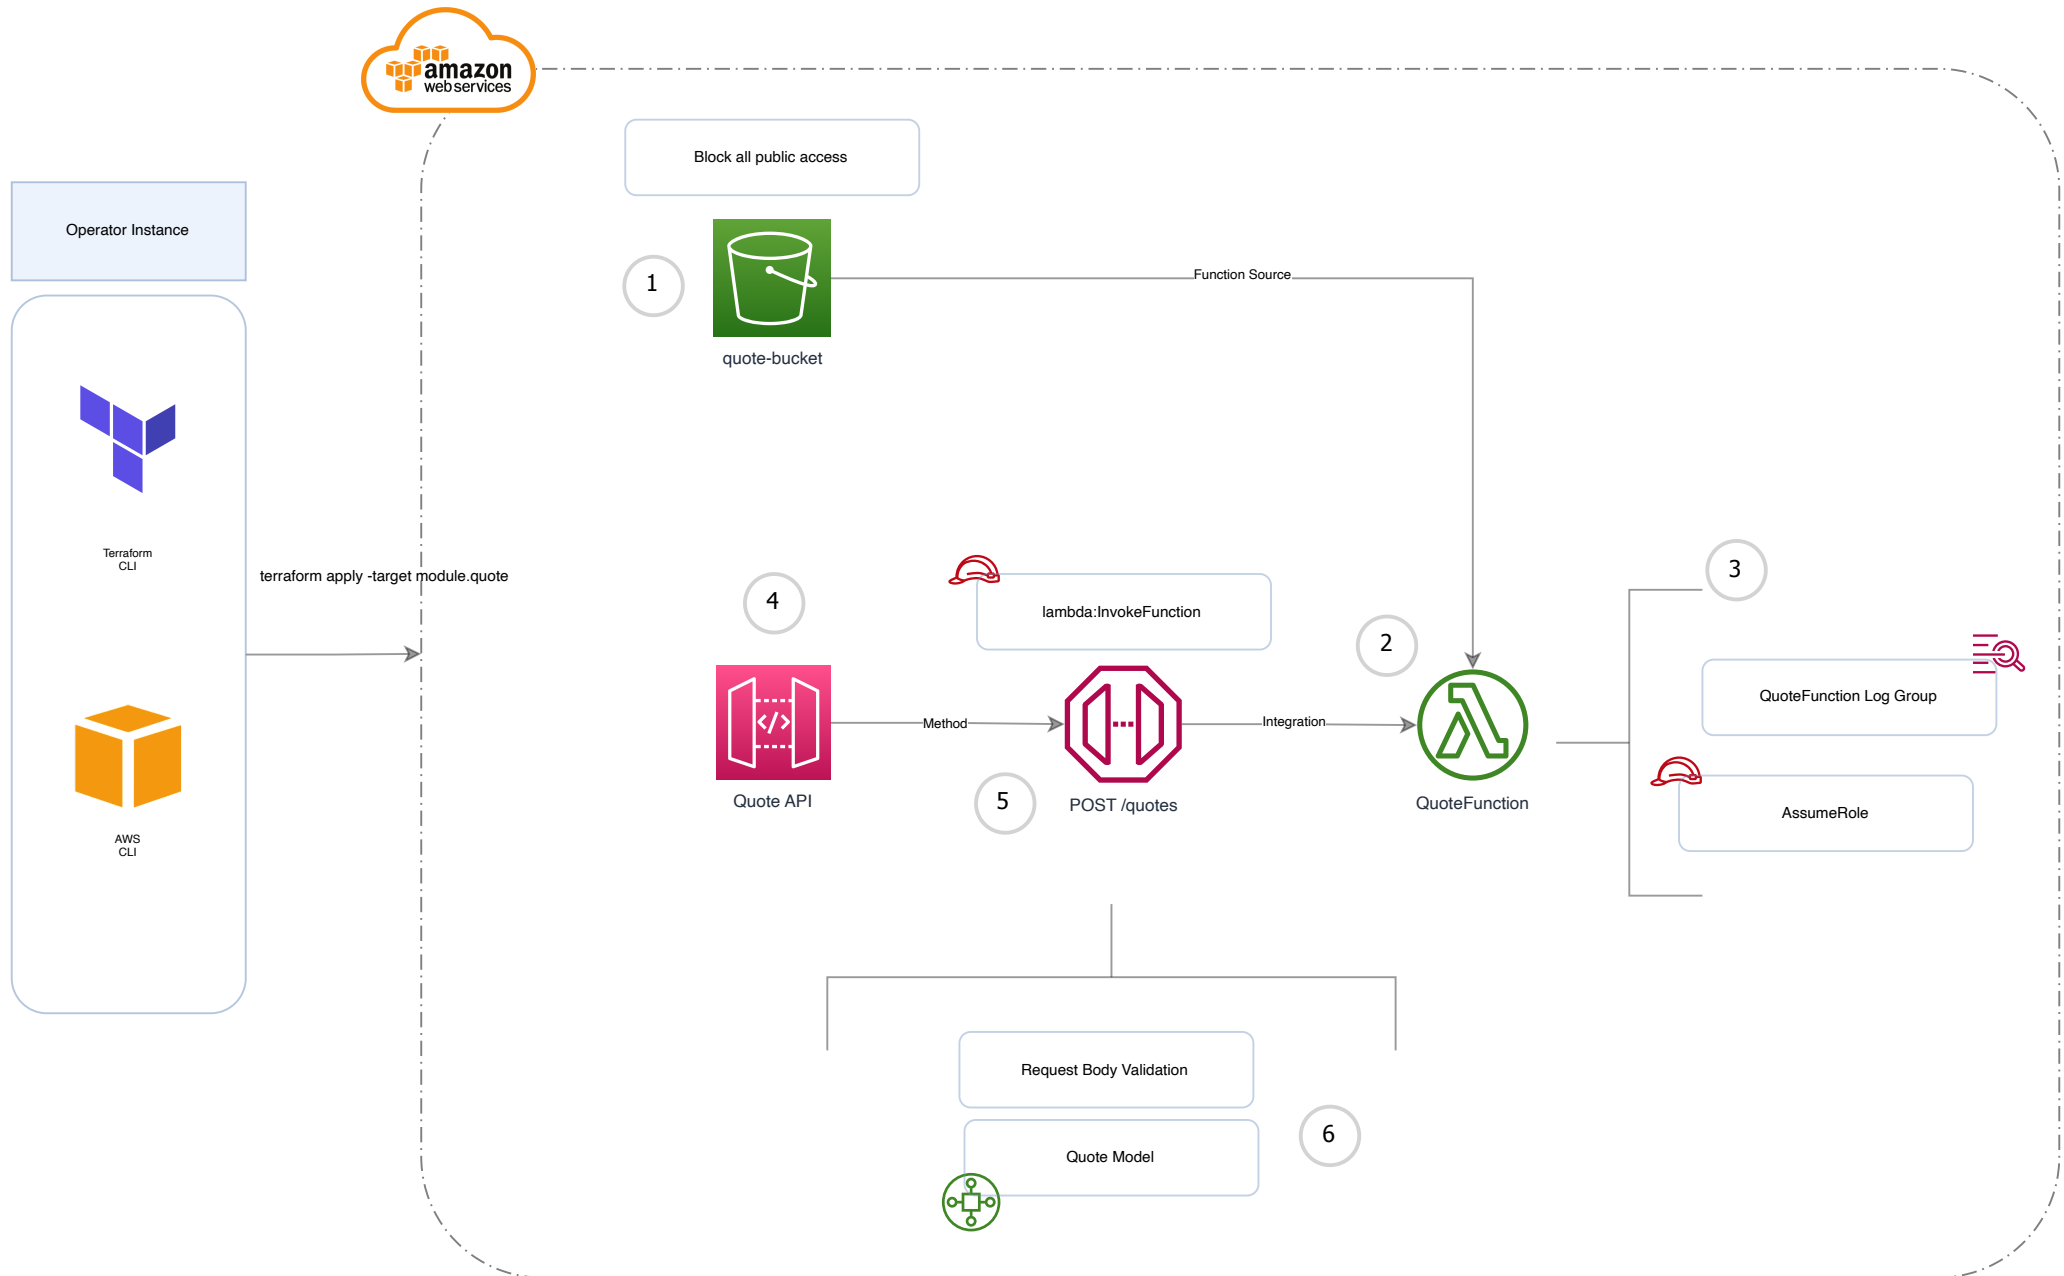 amazon
webservices
Block all public access
Operator Instance
1
Function Source
quote-bucket
Terraform
CLI
terraform apply -target module.quote
4
lambda:InvokeFunction
2
3
QuoteFunction Log Group
Method
Integration
Quote API
5
POST /quotes
QuoteFunction
AssumeRole
AWS
CLI
Request Body Validation
6
Quote Model